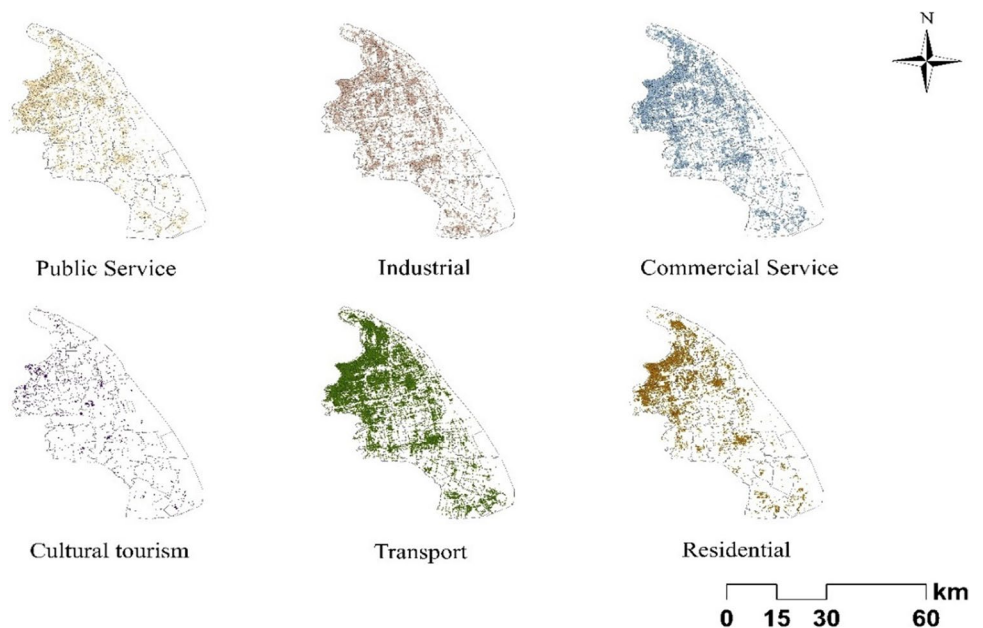 N
Public Service
Industrial
Commercial Service
Cultural tourism
Transport
Residential
km
0 15 30 60